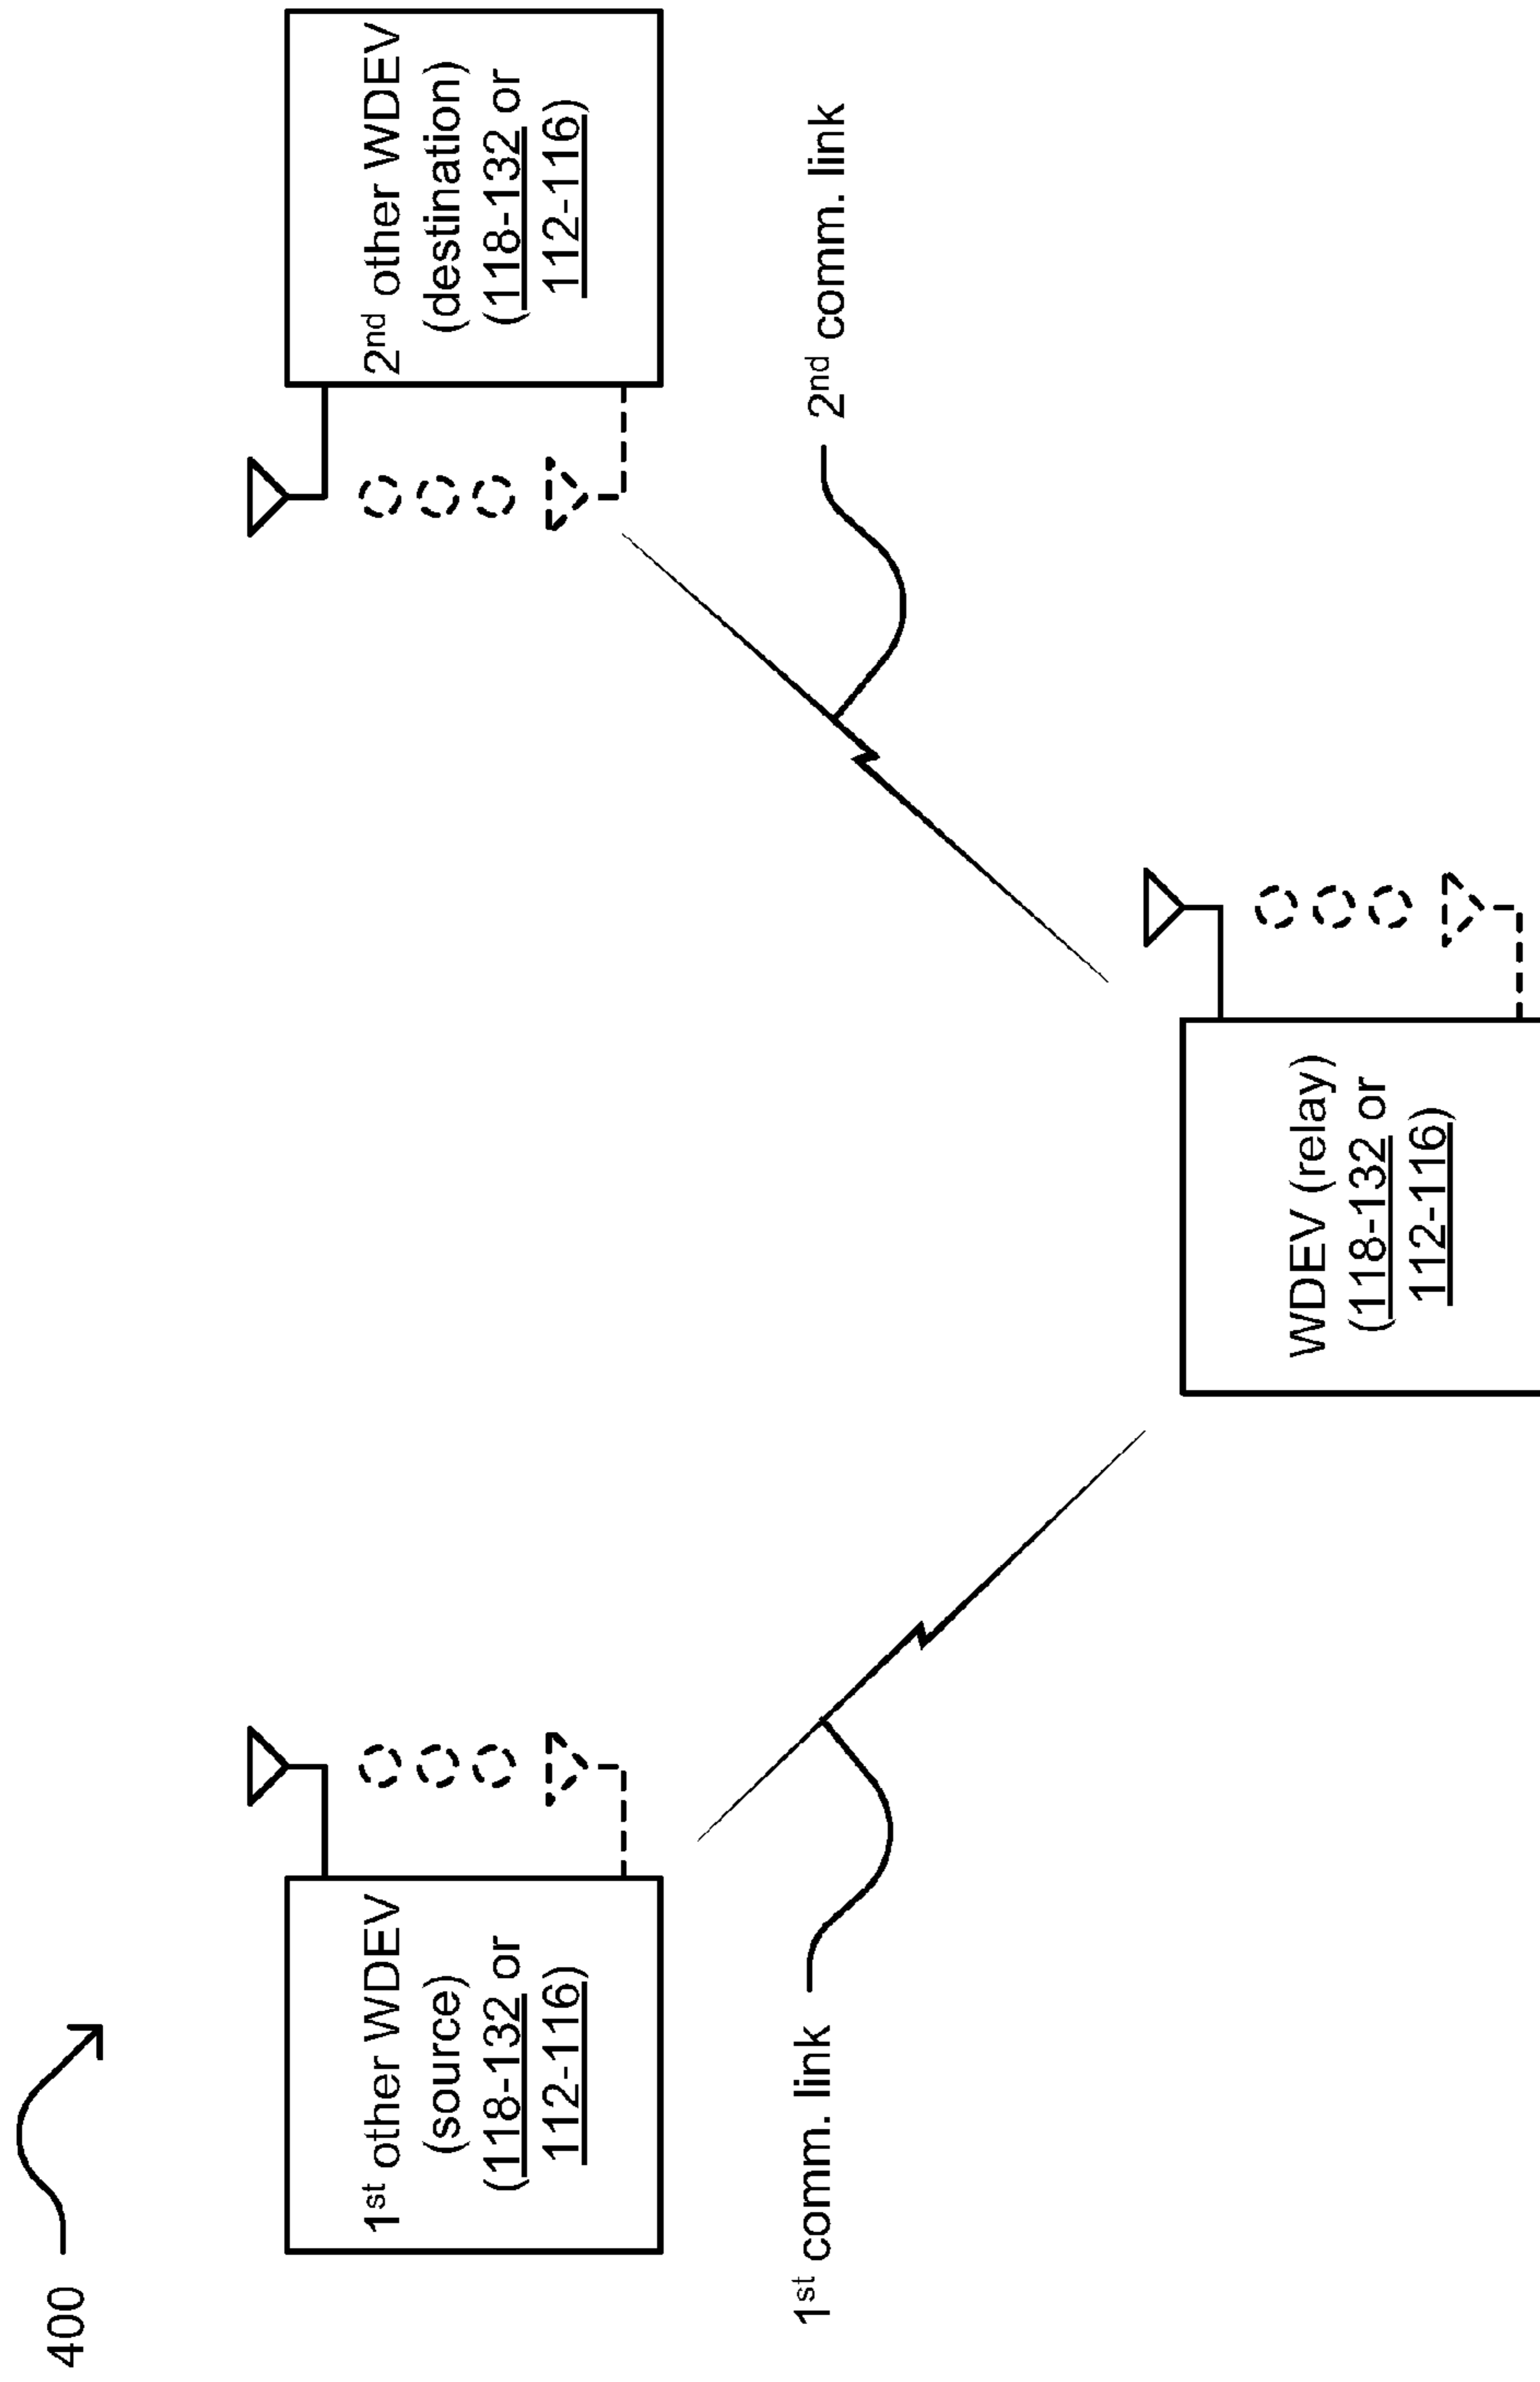 400
1st other WDEV
(source)
(118-132 or
112-116)
2nd other WDEV
(destination)
(118-132 or
112-116)
1st comm. link
2nd comm. link
WDEV (relay)
(118-132 or
112-116)